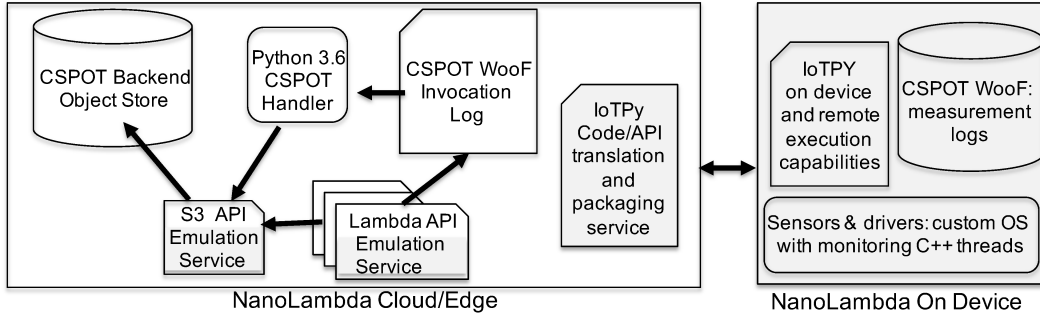 CSPOT Backend
Object Store
Python 3.6
CSPOT
Handler
CSPOT WooF
Invocation
Log
IoTPy
Code/API
translation
and
packaging
service
S3 API
Emulation
Service
Lambda API
Emulation
Service
NanoLambda Cloud/Edge
IoTPY
on device
and remote
execution
capabilities
CSPOT WooF:
measurement
logs
Sensors & drivers: custom OS
with monitoring C++ threads
NanoLambda On Device